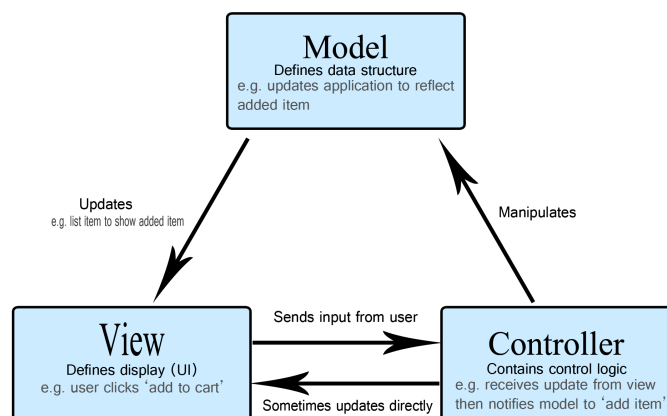 Model
Defines data structure
e.g. updates application to reflect
added item
Updates
e.g. list item to show added item
Manipulates
Sends input from user
View
Defines display (UI)
e.g. user clicks ‘add to cart’
Controller
Contains control logic
e.g. receives update from view
then notifies model to ‘add item’
Sometimes updates directly